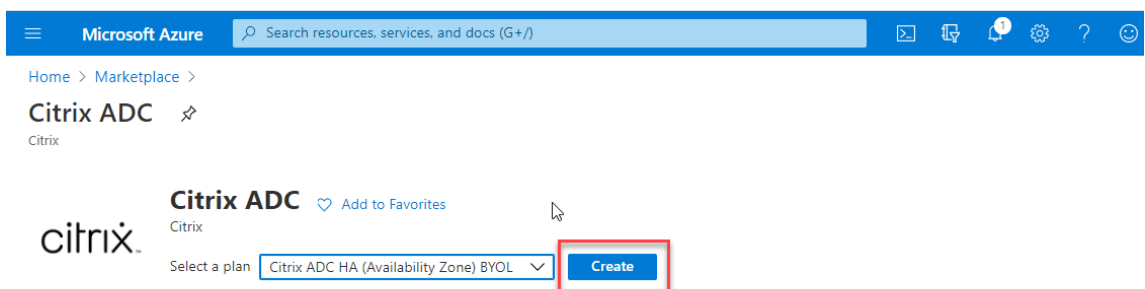 Microsoft Azure
Search resources, services, and docs (G+/)
1
Home > Marketplace >
Citrix ADC
Citrix
citrix
Citrix ADC
Add to Favorites
Citrix
Select a plan
Citrix ADC HA (Availability Zone) BYOL
Create